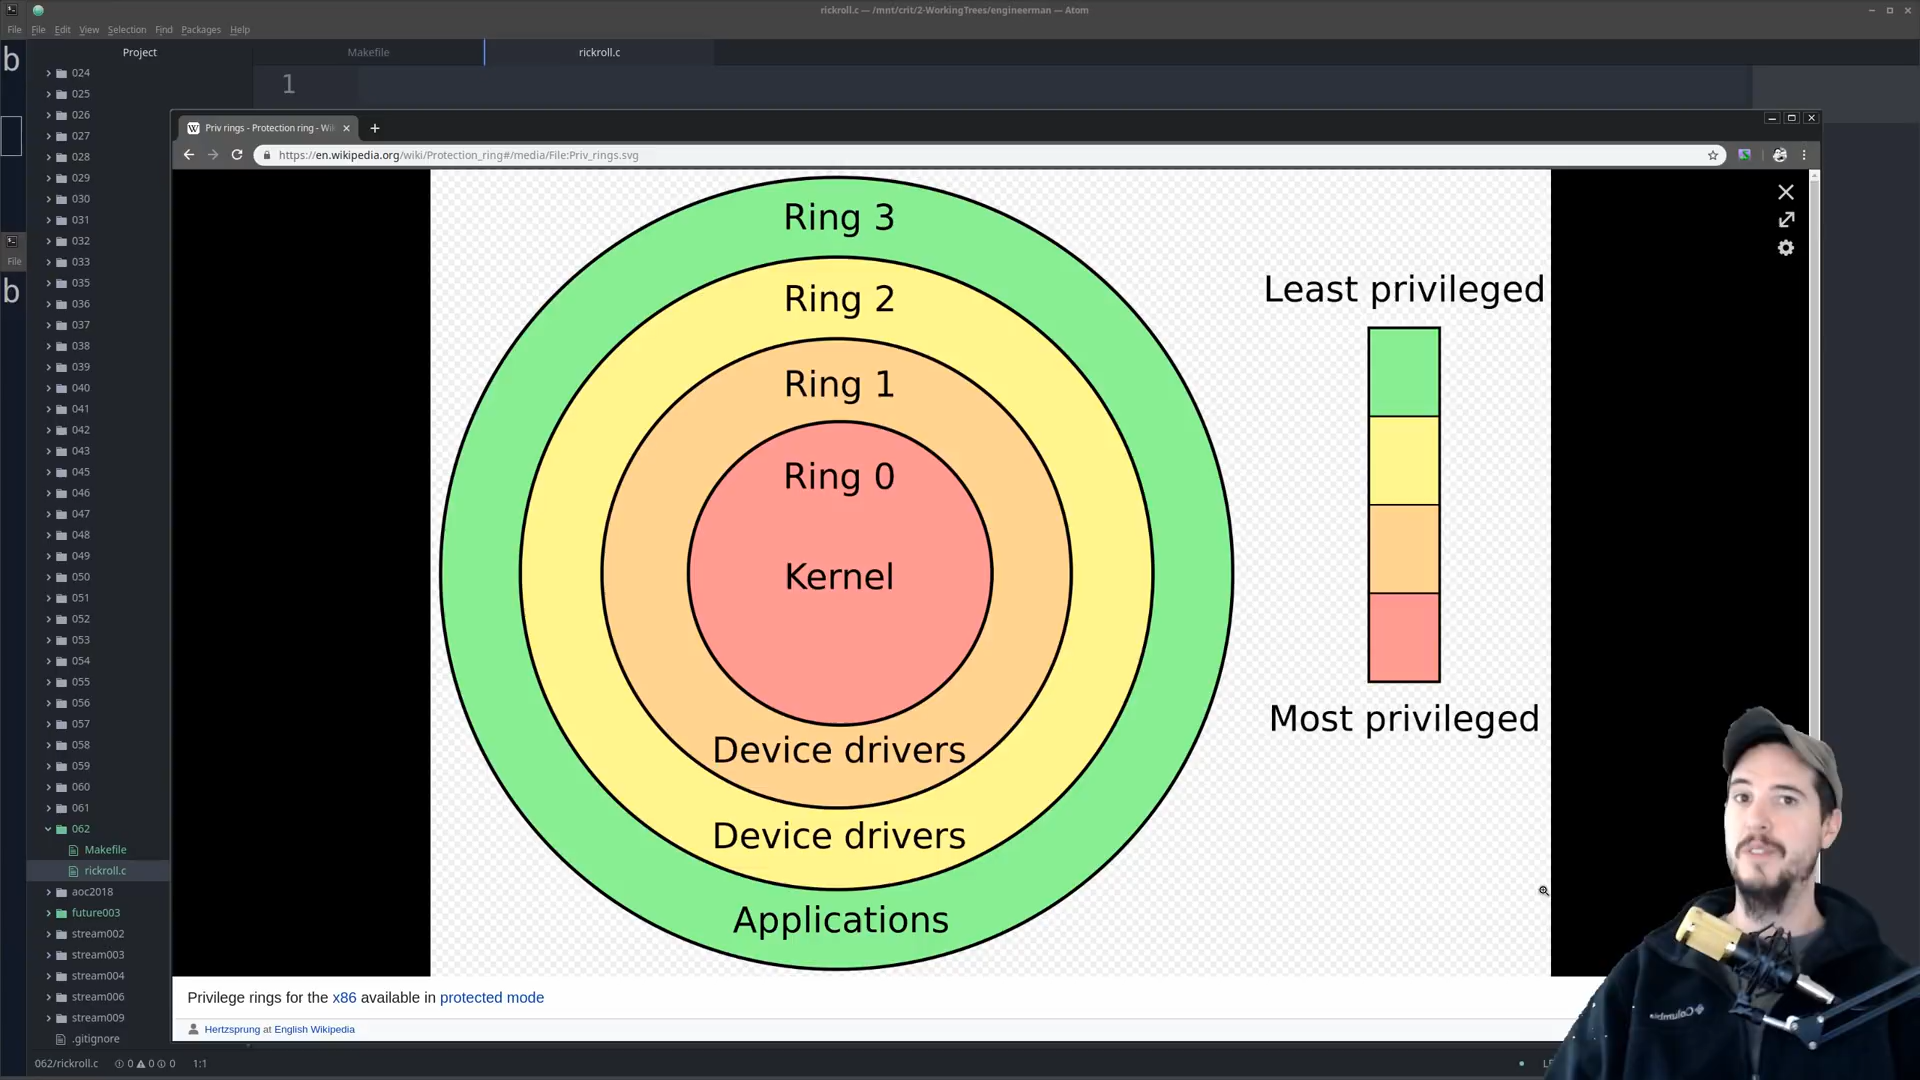 rickroll.c — /mnt/crit/2-WorkingTrees/engineerman — Atom
File
File Edit View Selection Find Packages Help
b
Project
Makefile
rickroll.c
1
024
025
026
027
028
029
030
031
032
033
035
036
037
038
039
040
041
042
043
045
046
047
048
049
050
051
052
053
054
055
056
057
058
059
060
061
062
Makefile
rickroll.c
aoc2018
future003
stream002
stream003
stream004
stream006
stream009
.gitignore
File
b
Priv rings - Protection ring - Wi
https://en.wikipedia.org/wiki/Protection_ring#/media/File:Priv_rings.svg
Ring 3
Ring 2
Ring 1
Ring 0
Kernel
Device drivers
Device drivers
Applications
Least privileged
Most privileged
Privilege rings for the x86 available in protected mode
Hertzsprung at English Wikipedia
Columbia
062/rickroll.c 0 0 0 1:1